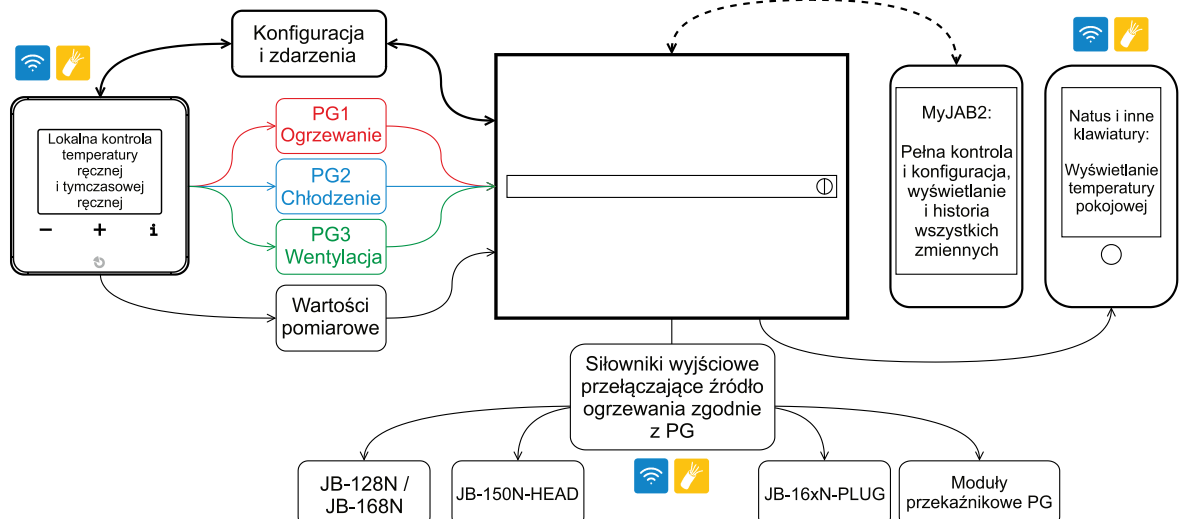 Konfiguracja
i zdarzenia
Lokalna kontrola
temperatury
ręcznej
i tymczasowej
ręcznej
− + i
PG1
Ogrzewanie
PG2
Chłodzenie
PG3
Wentylacja
Wartości
pomiarowe
MyJAB2:
Pełna kontrola
i konfiguracja,
wyświetlanie
i historia
wszystkich
zmiennych
Natus i inne
klawiatury:
Wyświetlanie
temperatury
pokojowej
Siłowniki wyjściowe
przełączające źródło
ogrzewania zgodnie
z PG
JB-128N /
JB-168N
JB-150N-HEAD
JB-16xN-PLUG
Moduły
przekaźnikowe PG